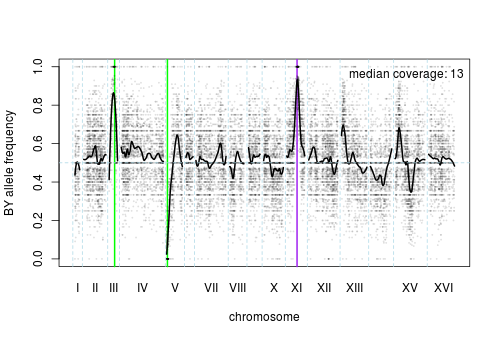 median coverage: 13
BY allele frequency
1.0
0.8
0.6
0.4
0.2
0.0
I II III IV V VII VIII X XI XII XIII XV XVI
chromosome